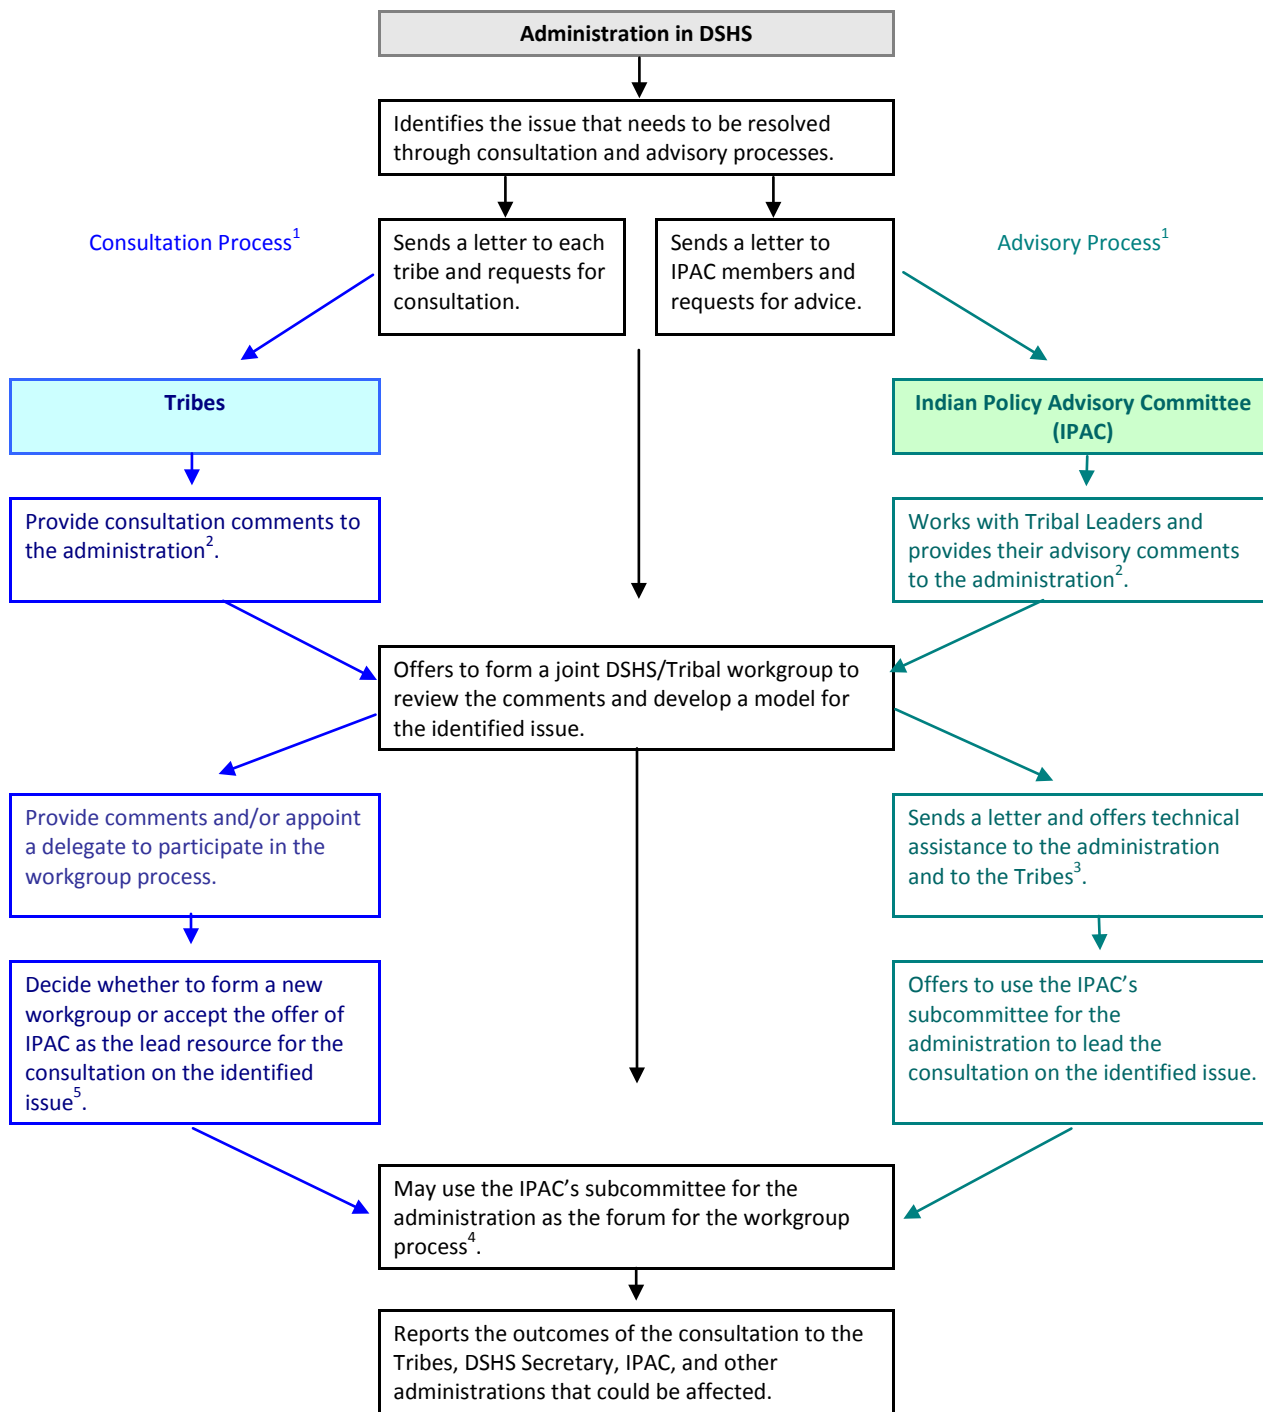 Administration in DSHS
Identifies the issue that needs to be resolved
through consultation and advisory processes.
Consultation Process1
Sends a letter to each
tribe and requests for
consultation.
Sends a letter to
IPAC members and
requests for advice.
Advisory Process1
Tribes
Indian Policy Advisory Committee
(IPAC)
Provide consultation comments to
the administration2.
Works with Tribal Leaders and
provides their advisory comments
to the administration2.
Offers to form a joint DSHS/Tribal workgroup to
review the comments and develop a model for
the identified issue.
Provide comments and/or appoint
a delegate to participate in the
workgroup process.
Sends a letter and offers technical
assistance to the administration
and to the Tribes3.
Decide whether to form a new
workgroup or accept the offer of
IPAC as the lead resource for the
consultation on the identified
issue5.
Offers to use the IPAC's
subcommittee for the
administration to lead the
consultation on the identified issue.
May use the IPAC's subcommittee for the
administration as the forum for the workgroup
process4.
Reports the outcomes of the consultation to the
Tribes, DSHS Secretary, IPAC, and other
administrations that could be affected.